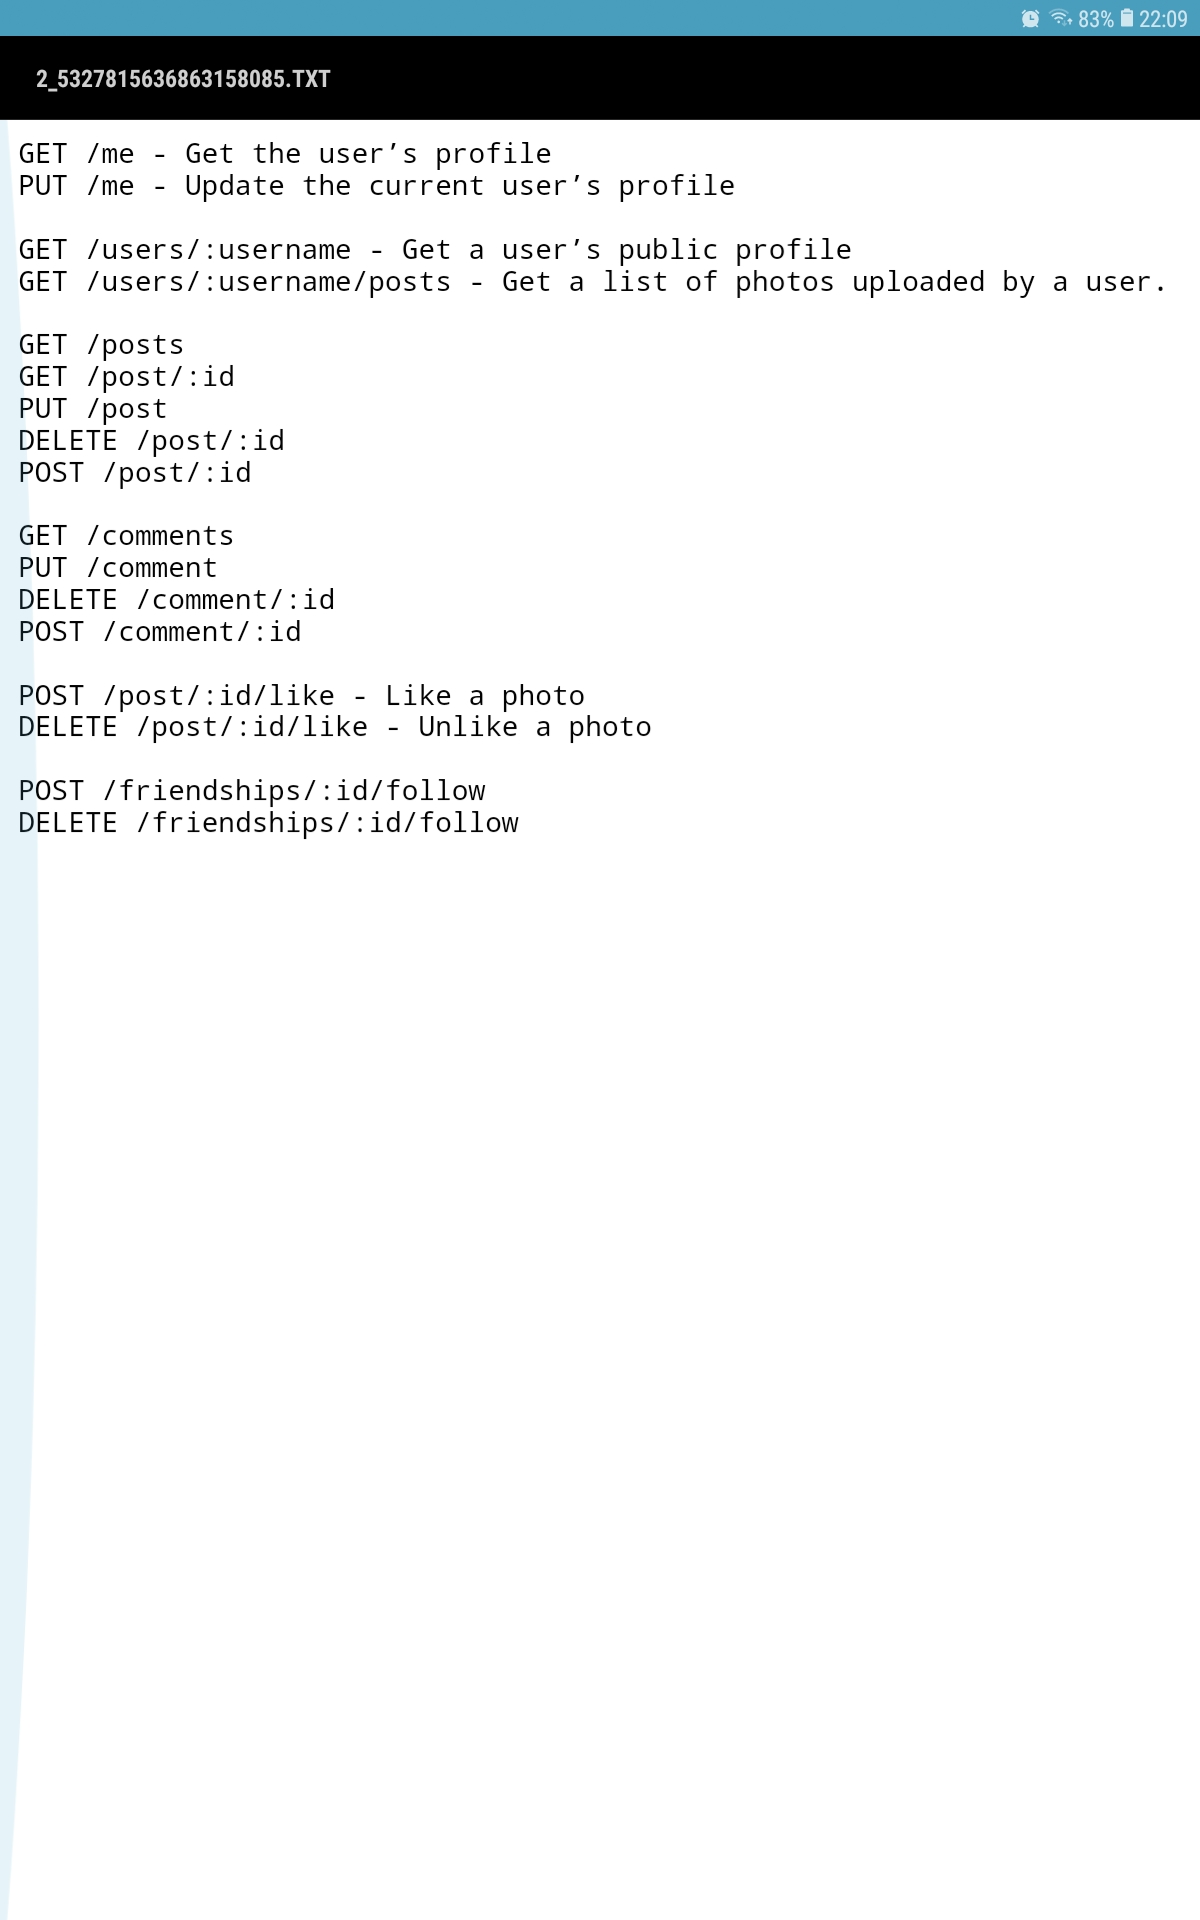 83% 22:09
2_5327815636863158085.TXT
GET /me - Get the user’s profile
PUT /me - Update the current user’s profile
GET /users/:username - Get a user’s public profile
GET /users/:username/posts - Get a list of photos uploaded by a user.
GET /posts
GET /post/:id
PUT /post
DELETE /post/:id
POST /post/:id
GET /comments
PUT /comment
DELETE /comment/:id
POST /comment/:id
POST /post/:id/like - Like a photo
DELETE /post/:id/like - Unlike a photo
POST /friendships/:id/follow
DELETE /friendships/:id/follow